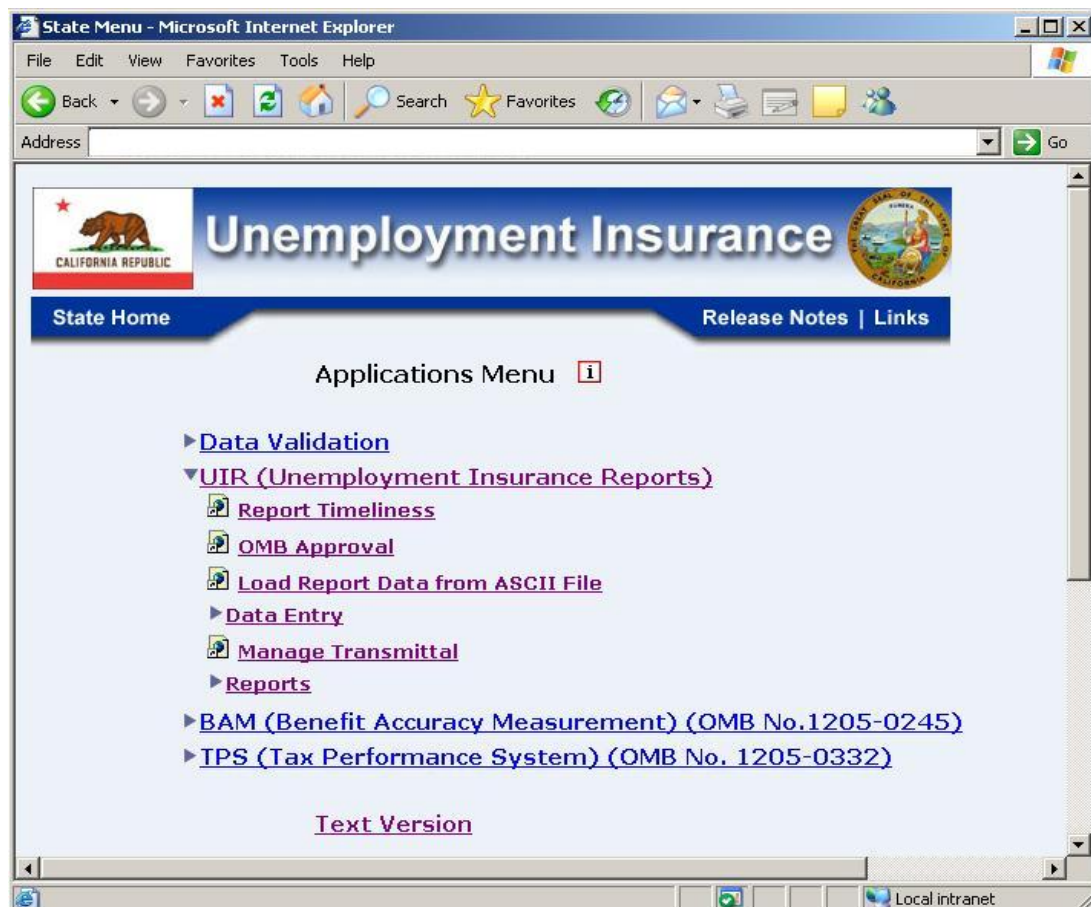 State Menu - Microsoft Internet Explorer
File Edit View Favorites Tools Help
Back Search Favorites
Address Go
CALIFORNIA REPUBLIC
Unemployment Insurance
State Home Release Notes | Links
Applications Menu i
Data Validation
UIR (Unemployment Insurance Reports)
Report Timeliness
OMB Approval
Load Report Data from ASCII File
Data Entry
Manage Transmittal
Reports
BAM (Benefit Accuracy Measurement) (OMB No.1205-0245)
TPS (Tax Performance System) (OMB No. 1205-0332)
Text Version
Local intranet